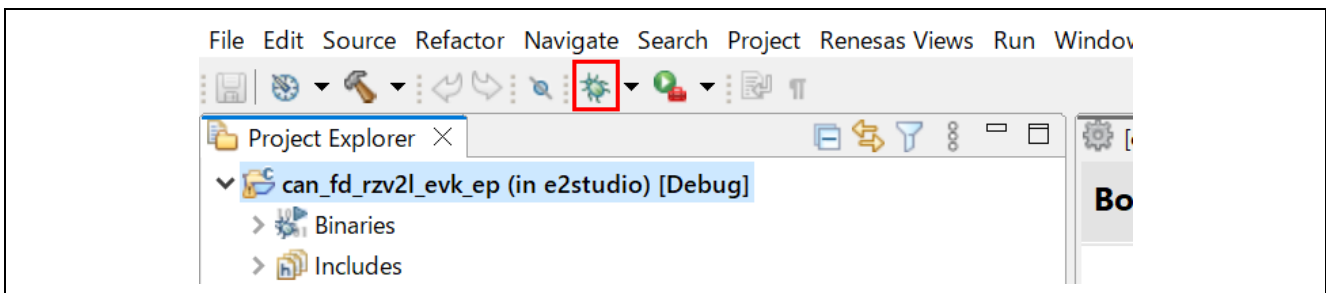 File Edit Source Refactor Navigate Search Project Renesas Views Run
Project Explorer
can_fd_rzv2l_evk_ep (in e2studio) [Debug]
Bo
Binaries
Includes